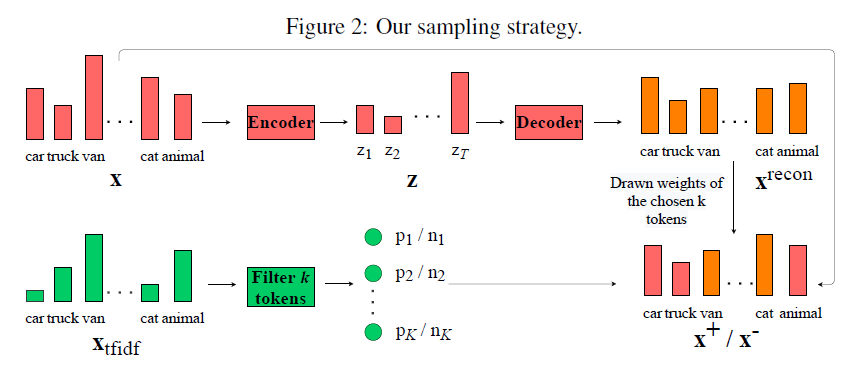 Figure 2: Our sampling strategy.
Encoder
Decoder
car truck van
cat animal
x
z1 z2
zT
z
car truck van
cat animal
x^recon
Drawn weights of
the chosen k
tokens
p1 / n1
Filter k
tokens
p2 / n2
pK / nK
car truck van
cat animal
x_tfidf
car truck van
cat animal
x^+ / x^-